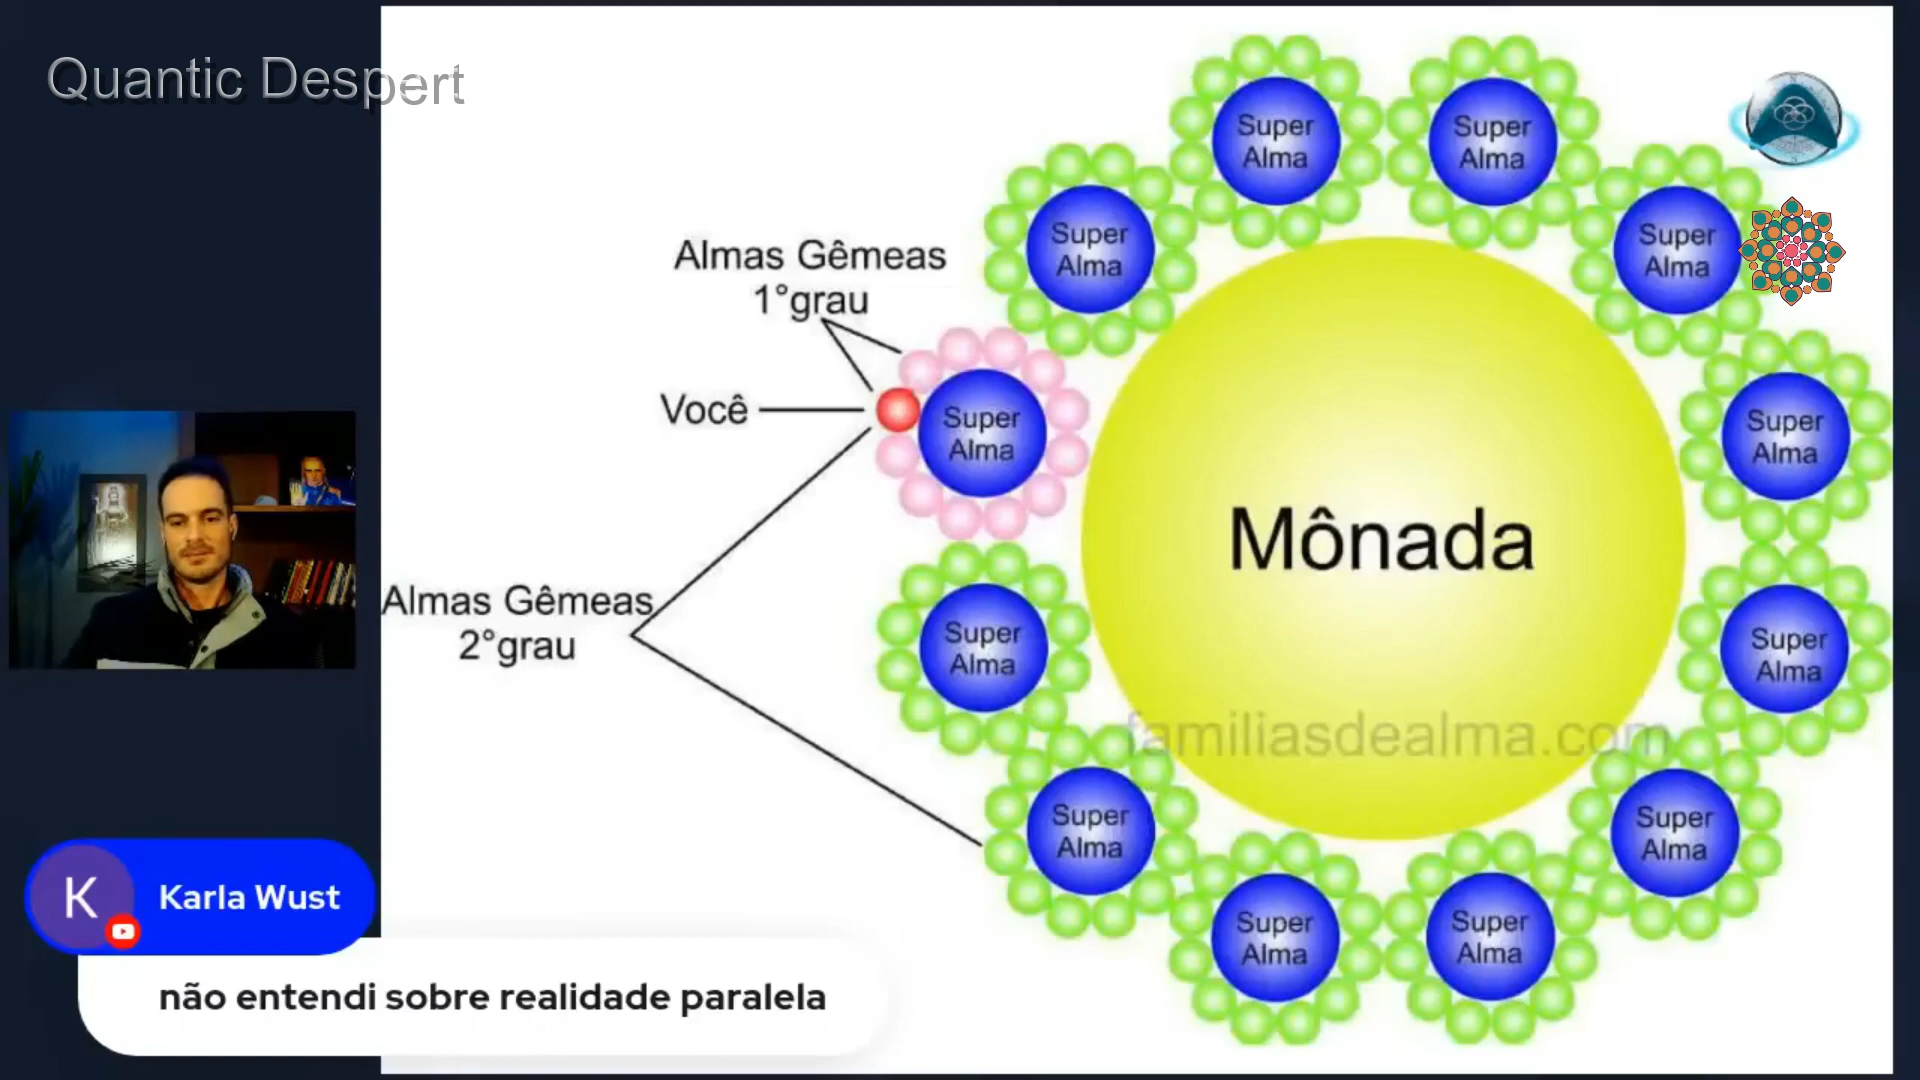 Quantic Despert
Super
Alma
Super
Alma
Super
Alma
Super
Alma
Almas Gêmeas
1°grau
Você
Super
Alma
Super
Alma
Mônada
Almas Gêmeas
2°grau
Super
Alma
Super
Alma
familiasdealma.com
Super
Alma
Super
Alma
Super
Alma
Super
Alma
K
Karla Wust
não entendi sobre realidade paralela